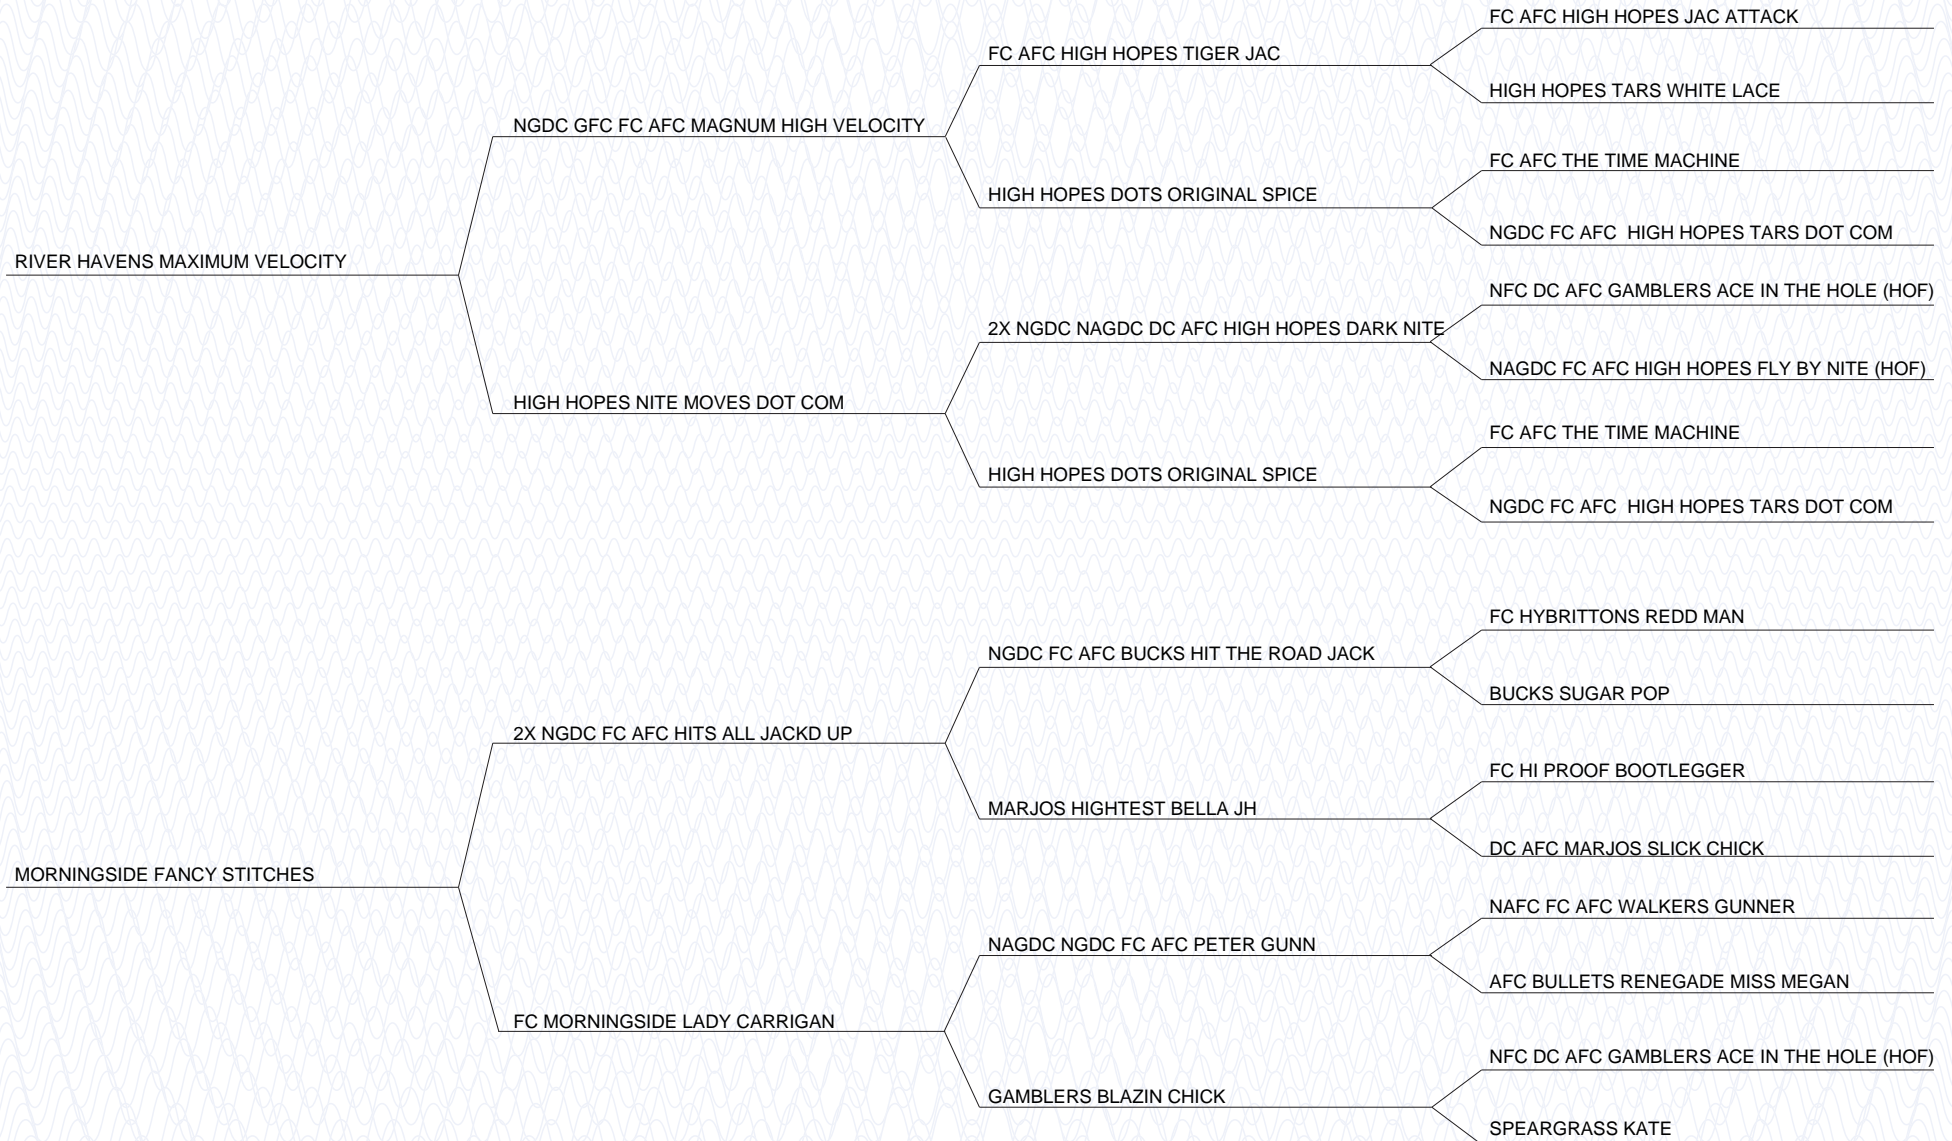 FC AFC HIGH HOPES JAC ATTACK
FC AFC HIGH HOPES TIGER JAC
HIGH HOPES TARS WHITE LACE
NGDC GFC FC AFC MAGNUM HIGH VELOCITY
FC AFC THE TIME MACHINE
HIGH HOPES DOTS ORIGINAL SPICE
NGDC FC AFC  HIGH HOPES TARS DOT COM
RIVER HAVENS MAXIMUM VELOCITY
NFC DC AFC GAMBLERS ACE IN THE HOLE (HOF)
2X NGDC NAGDC DC AFC HIGH HOPES DARK NITE
NAGDC FC AFC HIGH HOPES FLY BY NITE (HOF)
HIGH HOPES NITE MOVES DOT COM
FC AFC THE TIME MACHINE
HIGH HOPES DOTS ORIGINAL SPICE
NGDC FC AFC  HIGH HOPES TARS DOT COM
FC HYBRITTONS REDD MAN
NGDC FC AFC BUCKS HIT THE ROAD JACK
BUCKS SUGAR POP
2X NGDC FC AFC HITS ALL JACKD UP
FC HI PROOF BOOTLEGGER
MARJOS HIGHTEST BELLA JH
DC AFC MARJOS SLICK CHICK
MORNINGSIDE FANCY STITCHES
NAFC FC AFC WALKERS GUNNER
NAGDC NGDC FC AFC PETER GUNN
AFC BULLETS RENEGADE MISS MEGAN
FC MORNINGSIDE LADY CARRIGAN
NFC DC AFC GAMBLERS ACE IN THE HOLE (HOF)
GAMBLERS BLAZIN CHICK
SPEARGRASS KATE